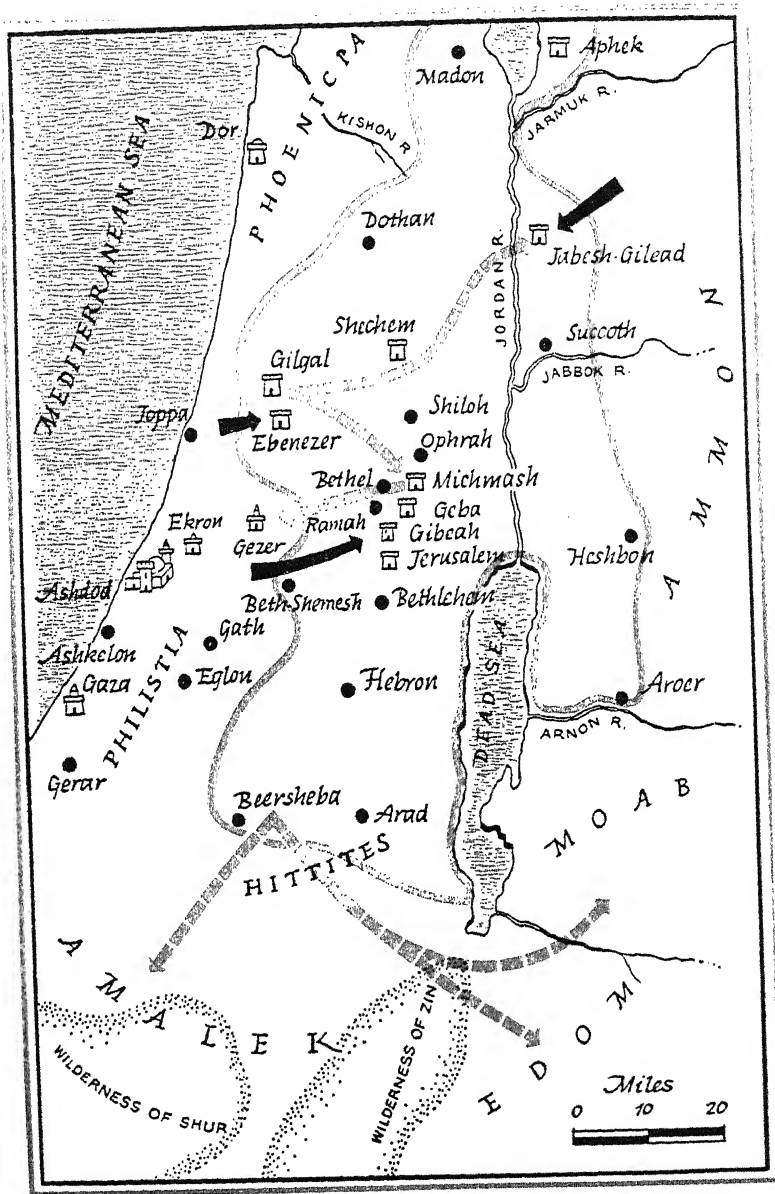 Aphek
Madon
PHOENICPA
MEDITERRANEAN SEA
KISHON R.
JARMUK R.
Dor
Dothan
JORDAN R.
Jabesh-Gilead
AMMON
Shechem
Succoth
JABBOK R.
Gilgal
Joppa
Ebenezer
Shiloh
Ophrah
Bethel
Michmash
Ekron
Gezer
Ramah
Geba
Gibeah
Jerusalem
Heshbon
Ashdod
Beth-Shemesh
Bethlehem
Ashkelon
Gath
PHILISTIA
DEAD SEA
Gaza
Eglon
Hebron
Aroer
ARNON R.
Gerar
Beersheba
Arad
MOAB
HITTITES
AMALEK
WILDERNESS OF SHUR
WILDERNESS OF ZIN
EDOM
Miles
0 10 20